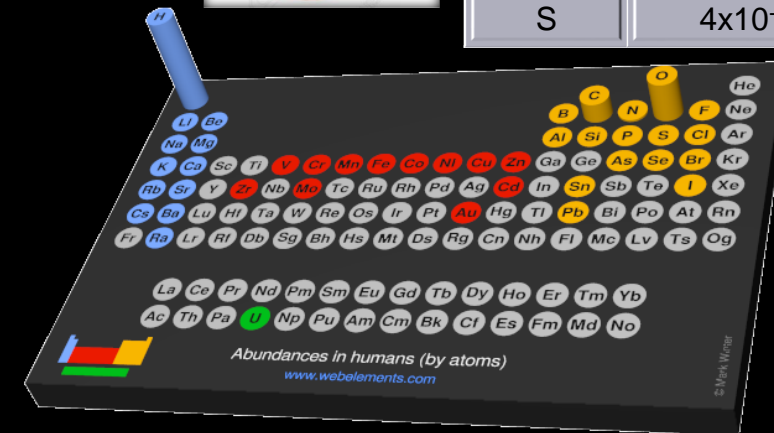 S 4x10
H
He
C O
B N F Ne
Li Be
Al Si P S Cl Ar
Na Mg
K Ca Sc Ti V Cr Mn Fe Co Ni Cu Zn Ga Ge As Se Br Kr
Rb Sr Y Zr Nb Mo Tc Ru Rh Pd Ag Cd In Sn Sb Te I Xe
Cs Ba Lu Hf Ta W Re Os Ir Pt Au Hg Tl Pb Bi Po At Rn
Fr Ra Lr Rf Db Sg Bh Hs Mt Ds Rg Cn Nh Fl Mc Lv Ts Og
La Ce Pr Nd Pm Sm Eu Gd Tb Dy Ho Er Tm Yb
Ac Th Pa U Np Pu Am Cm Bk Cf Es Fm Md No
Abundances in humans (by atoms)
www.webelements.com
© Mark Winter